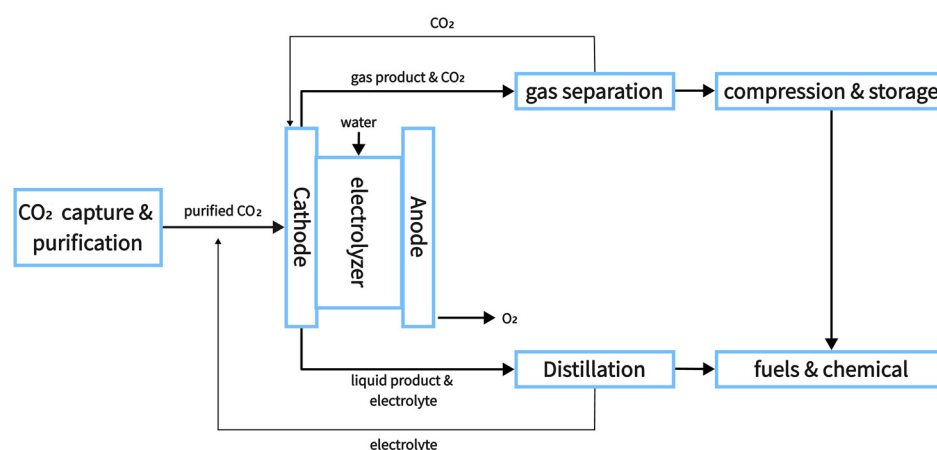 CO₂
gas product & CO₂
gas separation
compression & storage
water
Cathode
electrolyzer
Anode
CO₂ capture &
purification
purified CO₂
O₂
liquid product &
electrolyte
Distillation
fuels & chemical
electrolyte